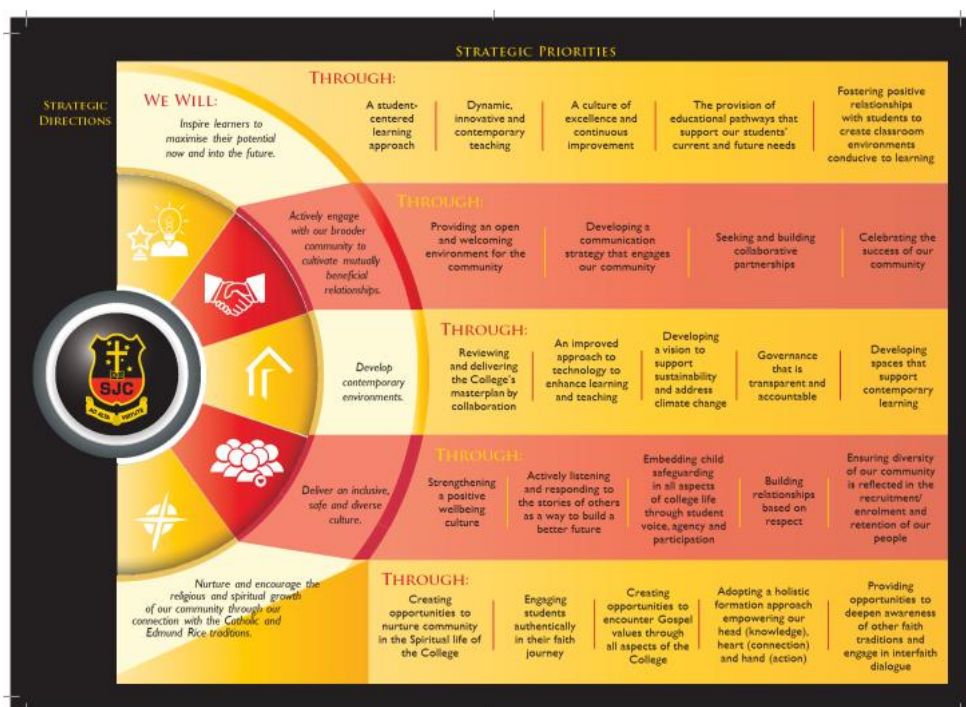 STRATEGIC PRIORITIES
STRATEGIC
DIRECTIONS
WE WILL:
Inspire learners to
maximise their potential
now and into the future.
THROUGH:
A student-
centered
learning
approach
Dynamic,
innovative and
contemporary
teaching
A culture of
excellence and
continuous
improvement
The provision of
educational pathways that
support our students'
current and future needs
Fostering positive
relationships
with students to
create classroom
environments
conducive to learning
Actively engage
with our broader
community to
cultivate mutually
beneficial
relationships.
THROUGH:
Providing an open
and welcoming
environment for the
community
Developing a
communication
strategy that engages
our community
Seeking and building
collaborative
partnerships
Celebrating the
success of our
community
Develop
contemporary
environments.
THROUGH:
Reviewing
and delivering
the College's
masterplan by
collaboration
An improved
approach to
technology to
enhance learning
and teaching
Developing
a vision to
support
sustainability
and address
climate change
Governance
that is
transparent and
accountable
Developing
spaces that
support
contemporary
learning
SJC
AD ALTA VIRTUTE
Deliver an inclusive,
safe and diverse
culture.
THROUGH:
Strengthening
a positive
wellbeing
culture
Actively listening
and responding to
the stories of others
as a way to build a
better future
Embedding child
safeguarding
in all aspects
of college life
through student
voice, agency and
participation
Building
relationships
based on
respect
Ensuring diversity
of our community
is reflected in the
recruitment/
enrolment and
retention of our
people
Nurture and encourage the
religious and spiritual growth
of our community through our
connection with the Catholic and
Edmund Rice traditions.
THROUGH:
Creating
opportunities to
nurture community
in the Spiritual life of
the College
Engaging
students
authentically
in their faith
journey
Creating
opportunities to
encounter Gospel
values through
all aspects of the
College
Adopting a holistic
formation approach
empowering our
head (knowledge),
heart (connection)
and hand (action)
Providing
opportunities to
deepen awareness
of other faith
traditions and
engage in interfaith
dialogue